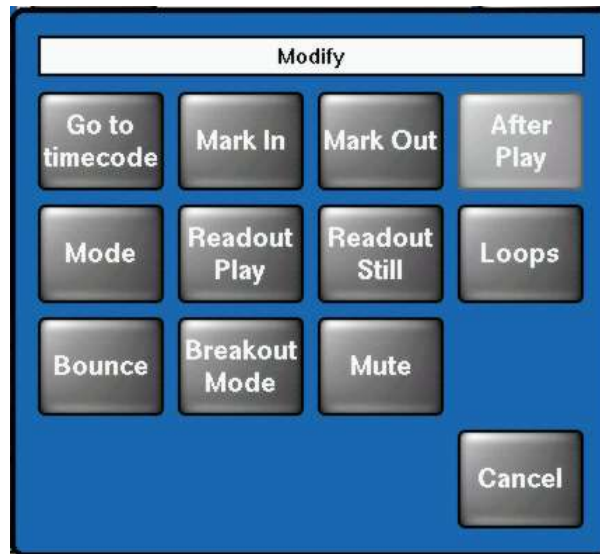 Modify
Go to
timecode
Mark In
Mark Out
After
Play
Mode
Readout
Play
Readout
Still
Loops
Bounce
Breakout
Mode
Mute
Cancel